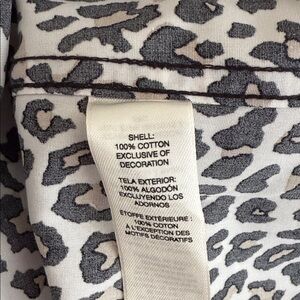 SHELL:
100% COTTON
EXCLUSIVE OF
DECORATION
TELA EXTERIOR:
100% ALGODÓN
EXCLUYENDO LOS
ADORNOS
ÉTOFFE EXTÉRIEURE :
100% COTON
À L'EXCEPTION DES
MOTIFS DÉCORATIFS